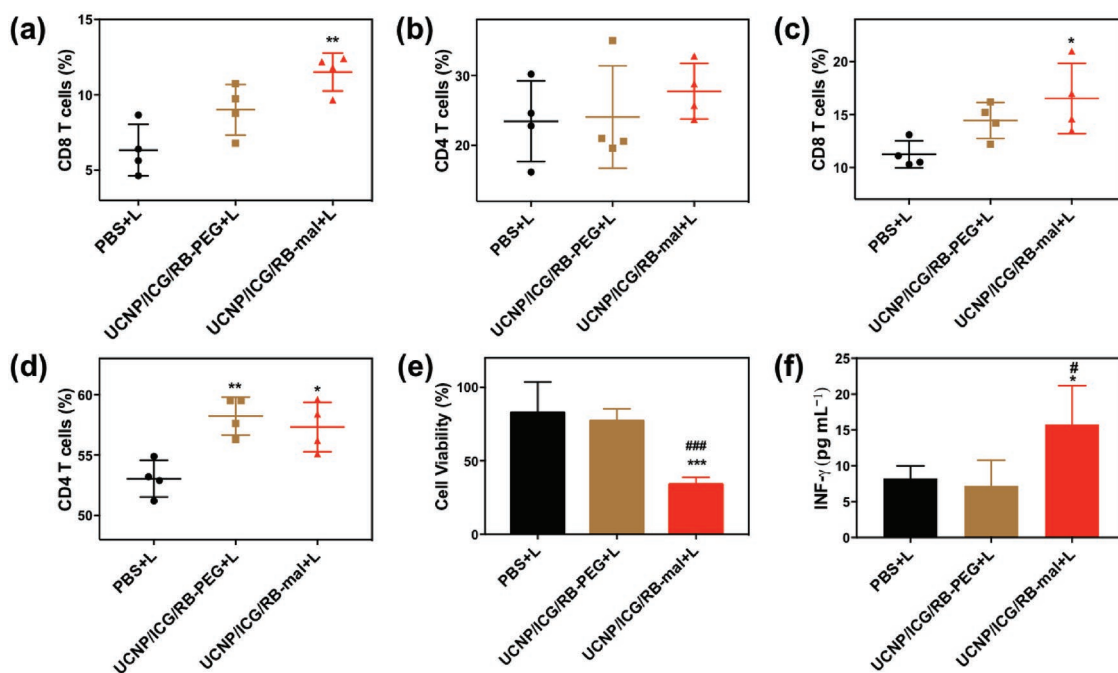 (a)
CD8 T cells (%)
15
10
5
**
PBS+L
UCNP/ICG/RB-PEG+L
UCNP/ICG/RB-mal+L
(b)
CD4 T cells (%)
30
20
PBS+L
UCNP/ICG/RB-PEG+L
UCNP/ICG/RB-mal+L
(c)
CD8 T cells (%)
20
15
10
*
PBS+L
UCNP/ICG/RB-PEG+L
UCNP/ICG/RB-mal+L
(d)
CD4 T cells (%)
60
55
50
**
*
PBS+L
UCNP/ICG/RB-PEG+L
UCNP/ICG/RB-mal+L
(e)
Cell Viability (%)
100
50
0
###
***
PBS+L
UCNP/ICG/RB-PEG+L
UCNP/ICG/RB-mal+L
(f)
INF-γ (pg mL⁻¹)
25
20
15
10
5
0
#
*
PBS+L
UCNP/ICG/RB-PEG+L
UCNP/ICG/RB-mal+L